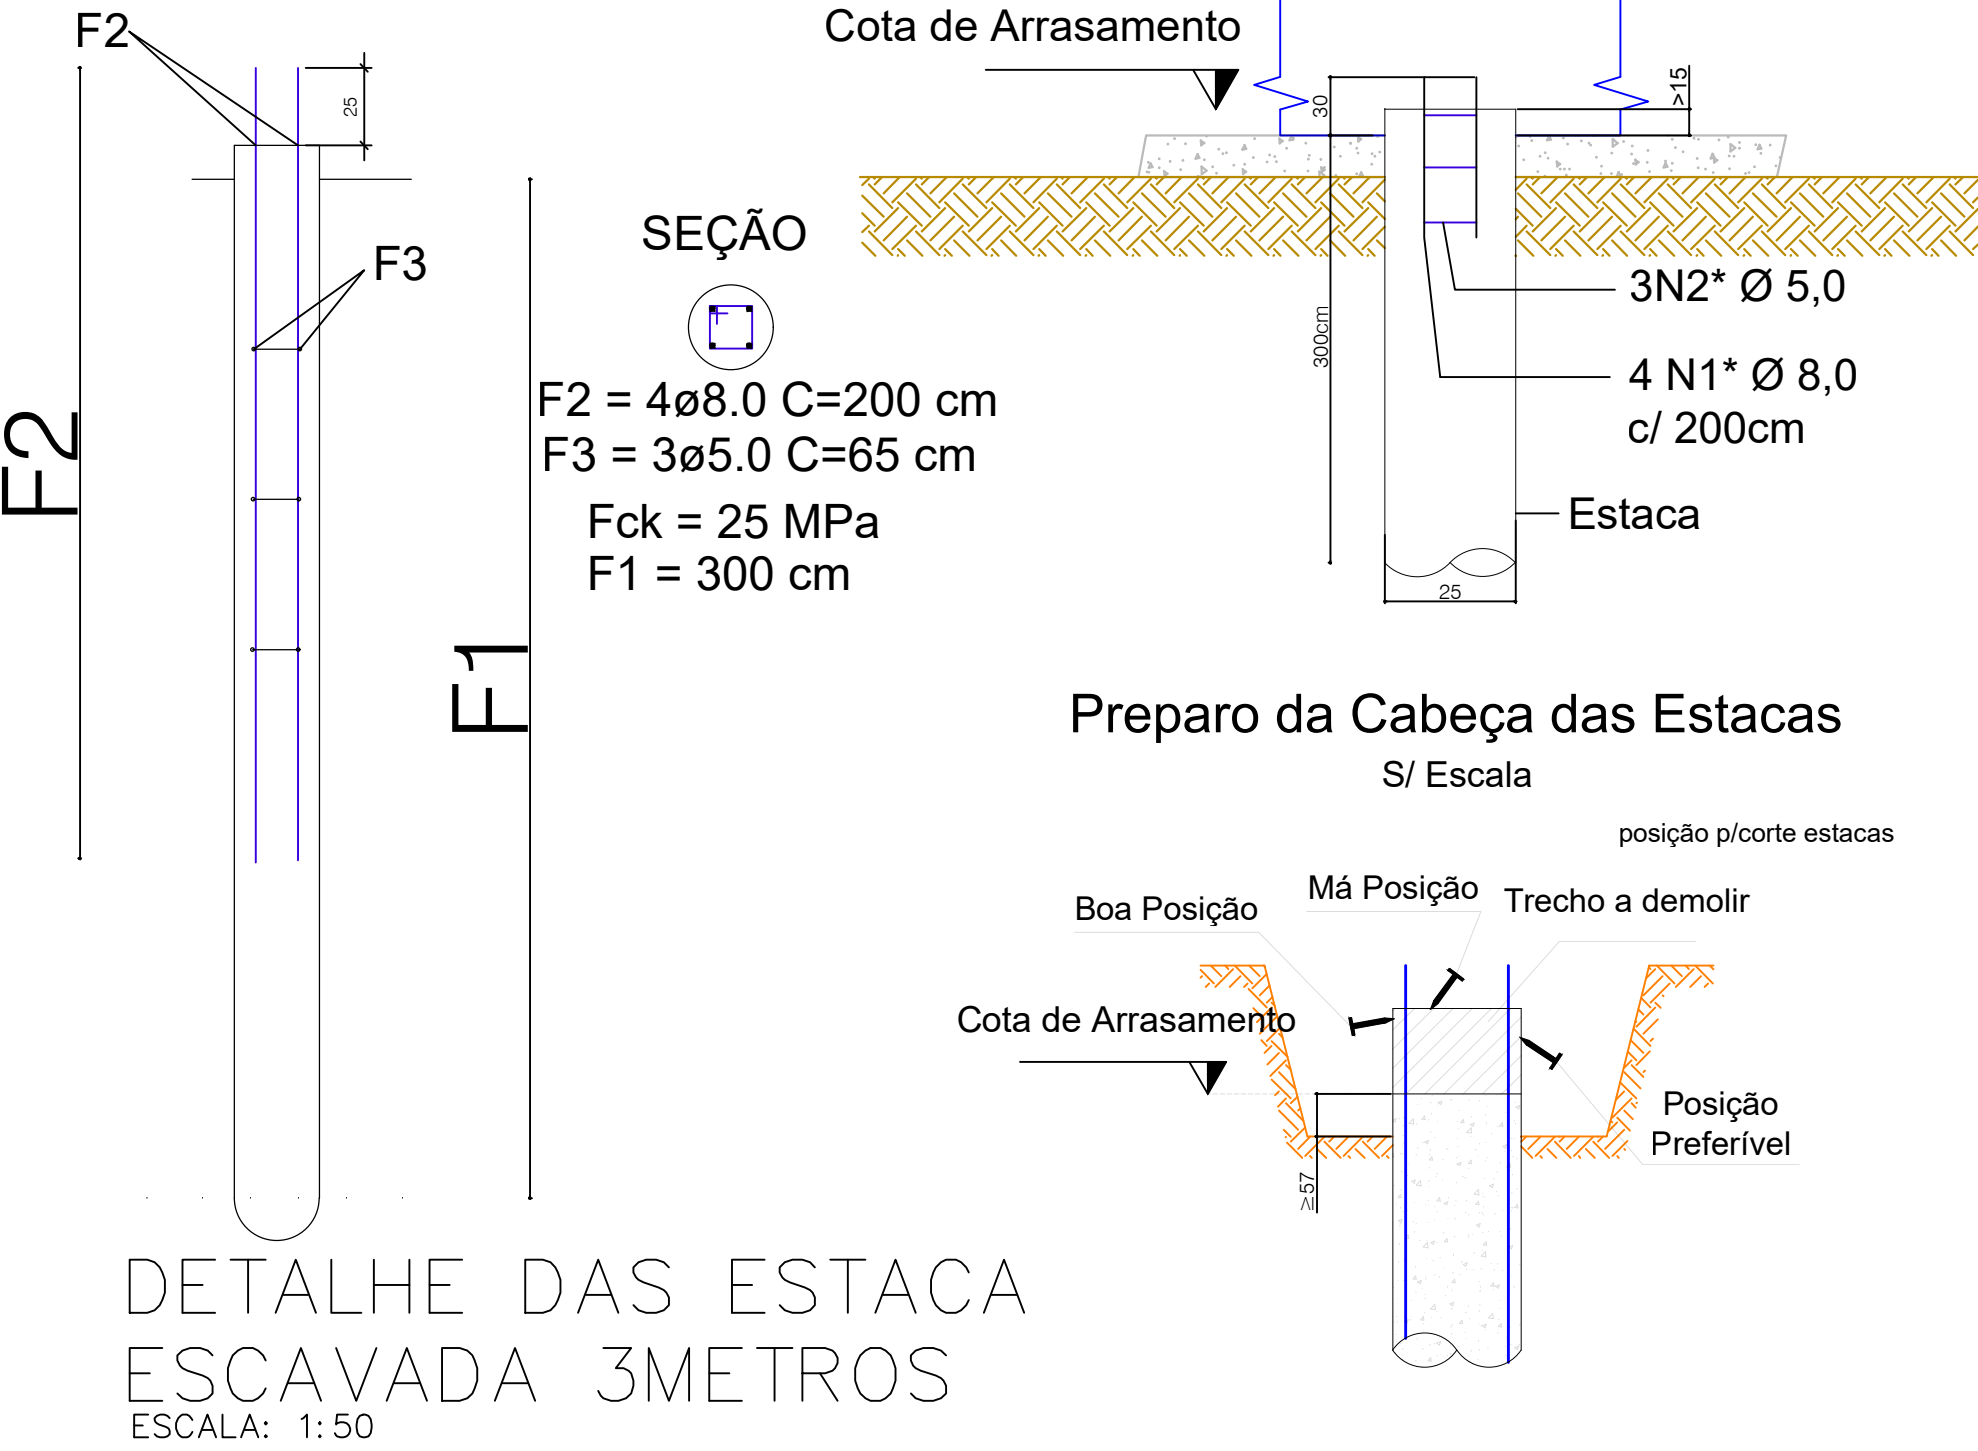 F2
25
F3
F2
F1
SEÇÃO
F2 = 4ø8.0 C=200 cm
F3 = 3ø5.0 C=65 cm
Fck = 25 MPa
F1 = 300 cm
DETALHE DAS ESTACA
ESCAVADA 3METROS
ESCALA: 1:50
Cota de Arrasamento
30
>15
300cm
3N2* Ø 5,0
4 N1* Ø 8,0
c/ 200cm
Estaca
25
Preparo da Cabeça das Estacas
S/ Escala
posição p/corte estacas
Boa Posição
Má Posição
Trecho a demolir
Cota de Arrasamento
Posição
Preferível
≥57